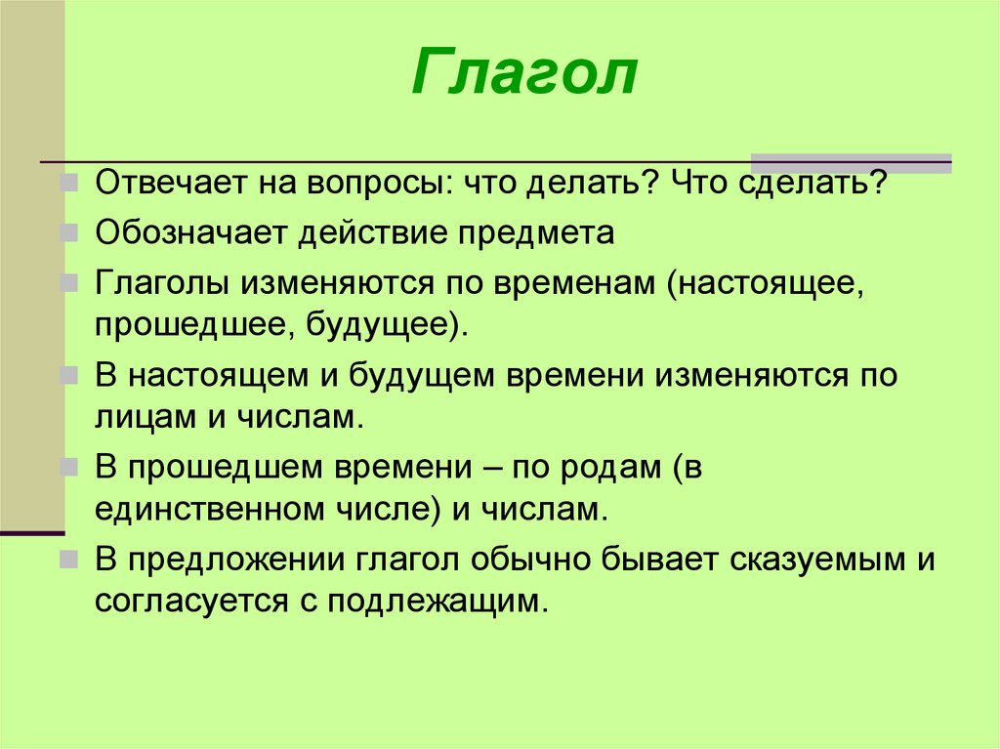 Глагол
Отвечает на вопросы: что делать? Что сделать?
Обозначает действие предмета
Глаголы изменяются по временам (настоящее,
прошедшее, будущее).
В настоящем и будущем времени изменяются по
лицам и числам.
В прошедшем времени – по родам (в
единственном числе) и числам.
В предложении глагол обычно бывает сказуемым и
согласуется с подлежащим.